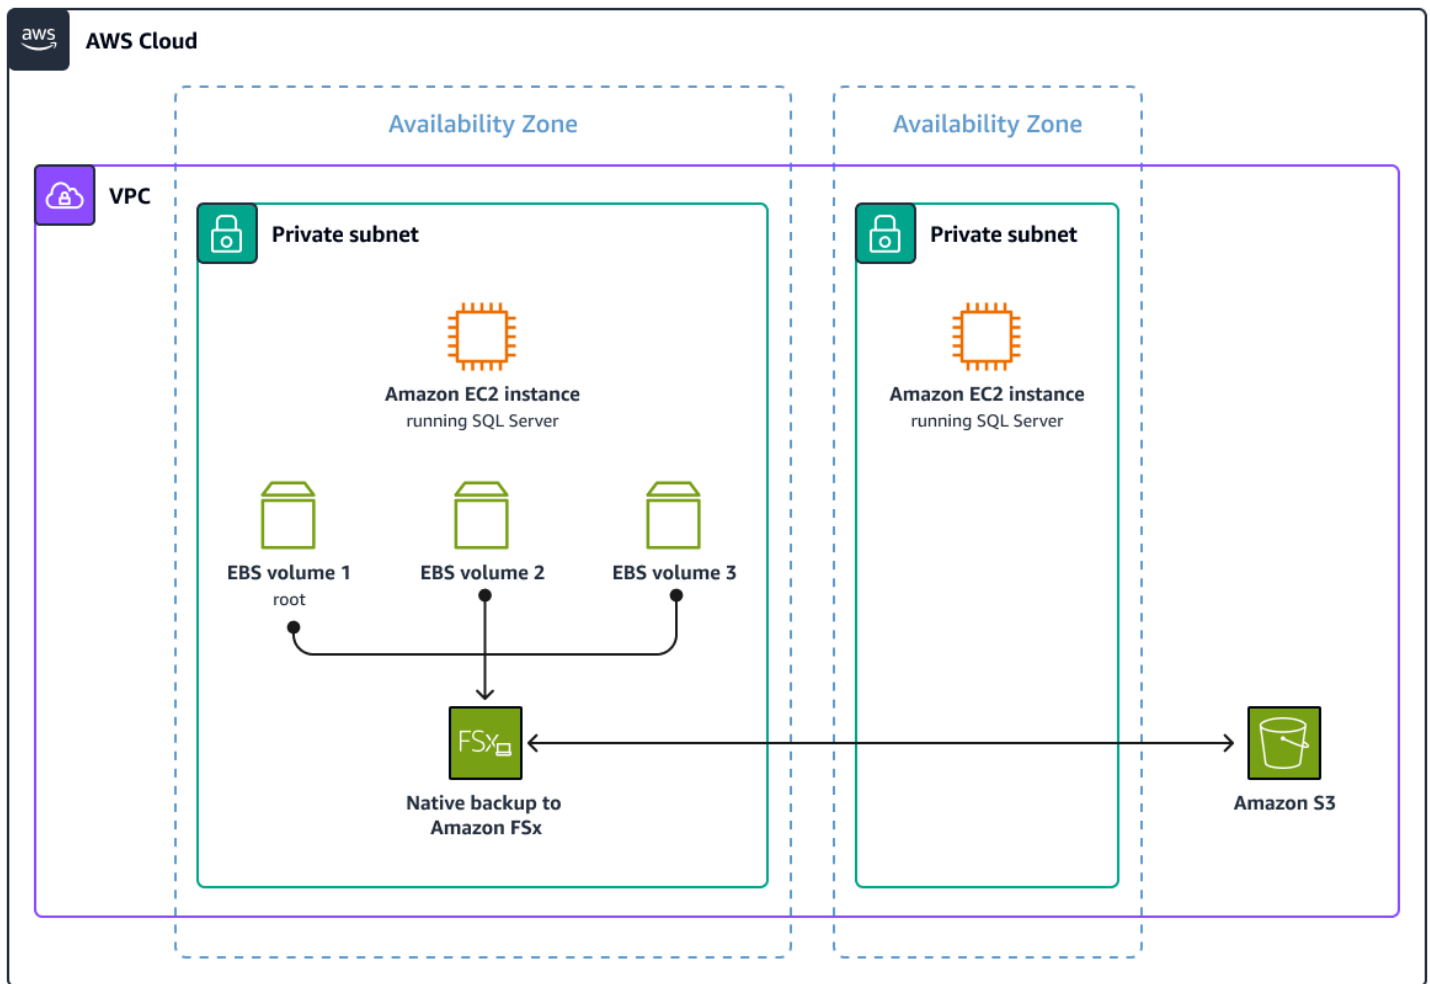 aws
AWS Cloud
Availability Zone
Availability Zone
VPC
Private subnet
Private subnet
Amazon EC2 instance
running SQL Server
Amazon EC2 instance
running SQL Server
EBS volume 1
root
EBS volume 2
EBS volume 3
FSx
Native backup to
Amazon FSx
Amazon S3